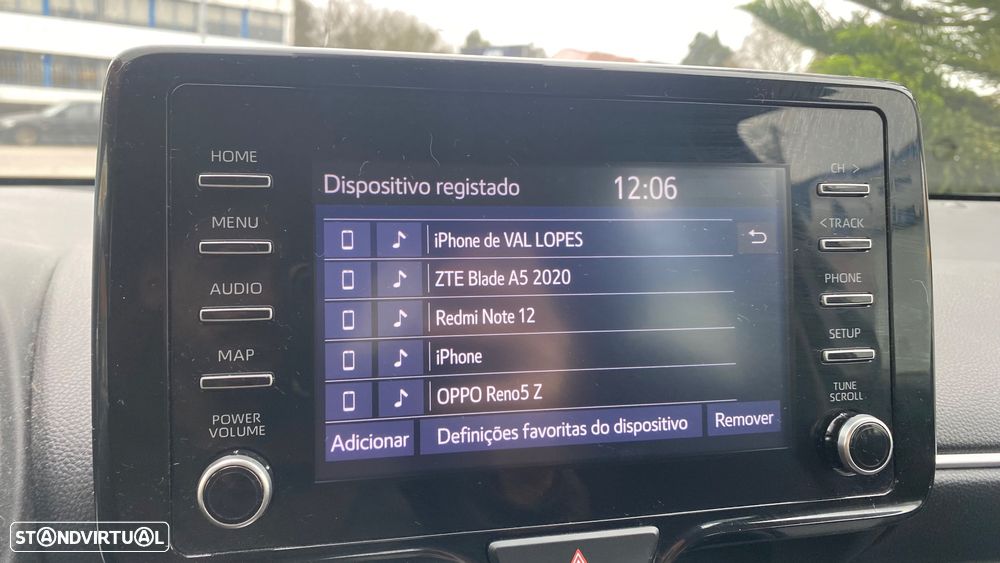 HOME
MENU
AUDIO
MAP
POWER
VOLUME
Dispositivo registado
12:06
iPhone de VAL LOPES
ZTE Blade A5 2020
Redmi Note 12
iPhone
OPPO Reno5 Z
Adicionar
Definições favoritas do dispositivo
Remover
CH >
< TRACK
PHONE
SETUP
TUNE
SCROLL
STANDVIRTUAL